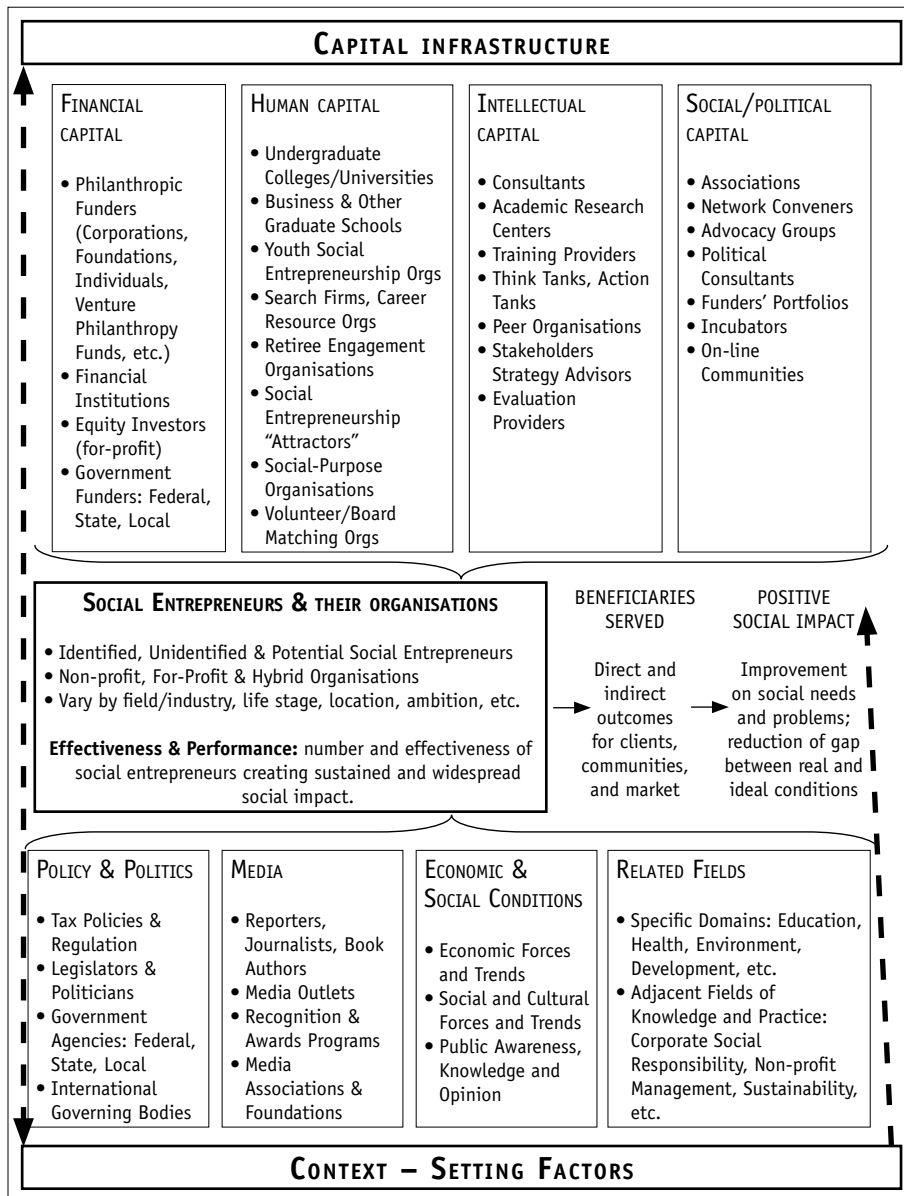 CAPITAL INFRASTRUCTURE
FINANCIAL
CAPITAL
• Philanthropic
Funders
(Corporations,
Foundations,
Individuals,
Venture
Philanthropy
Funds, etc.)
• Financial
Institutions
• Equity Investors
(for-profit)
• Government
Funders: Federal,
State, Local
HUMAN CAPITAL
• Undergraduate
Colleges/Universities
• Business & Other
Graduate Schools
• Youth Social
Entrepreneurship Orgs
• Search Firms, Career
Resource Orgs
• Retiree Engagement
Organisations
• Social
Entrepreneurship
“Attractors”
• Social-Purpose
Organisations
• Volunteer/Board
Matching Orgs
INTELLECTUAL
CAPITAL
• Consultants
• Academic Research
Centers
• Training Providers
• Think Tanks, Action
Tanks
• Peer Organisations
• Stakeholders
Strategy Advisors
• Evaluation
Providers
SOCIAL/POLITICAL
CAPITAL
• Associations
• Network Conveners
• Advocacy Groups
• Political
Consultants
• Funders’ Portfolios
• Incubators
• On-line
Communities
SOCIAL ENTREPRENEURS & THEIR ORGANISATIONS
• Identified, Unidentified & Potential Social Entrepreneurs
• Non-profit, For-Profit & Hybrid Organisations
• Vary by field/industry, life stage, location, ambition, etc.
Effectiveness & Performance: number and effectiveness of
social entrepreneurs creating sustained and widespread
social impact.
BENEFICIARIES
SERVED
Direct and
indirect
outcomes
for clients,
communities,
and market
POSITIVE
SOCIAL IMPACT
Improvement
on social needs
and problems;
reduction of gap
between real and
ideal conditions
POLICY & POLITICS
• Tax Policies &
Regulation
• Legislators &
Politicians
• Government
Agencies: Federal,
State, Local
• International
Governing Bodies
MEDIA
• Reporters,
Journalists, Book
Authors
• Media Outlets
• Recognition &
Awards Programs
• Media
Associations &
Foundations
ECONOMIC &
SOCIAL CONDITIONS
• Economic Forces
and Trends
• Social and Cultural
Forces and Trends
• Public Awareness,
Knowledge and
Opinion
RELATED FIELDS
• Specific Domains: Education,
Health, Environment,
Development, etc.
• Adjacent Fields of
Knowledge and Practice:
Corporate Social
Responsibility, Non-profit
Management, Sustainability,
etc.
CONTEXT – SETTING FACTORS